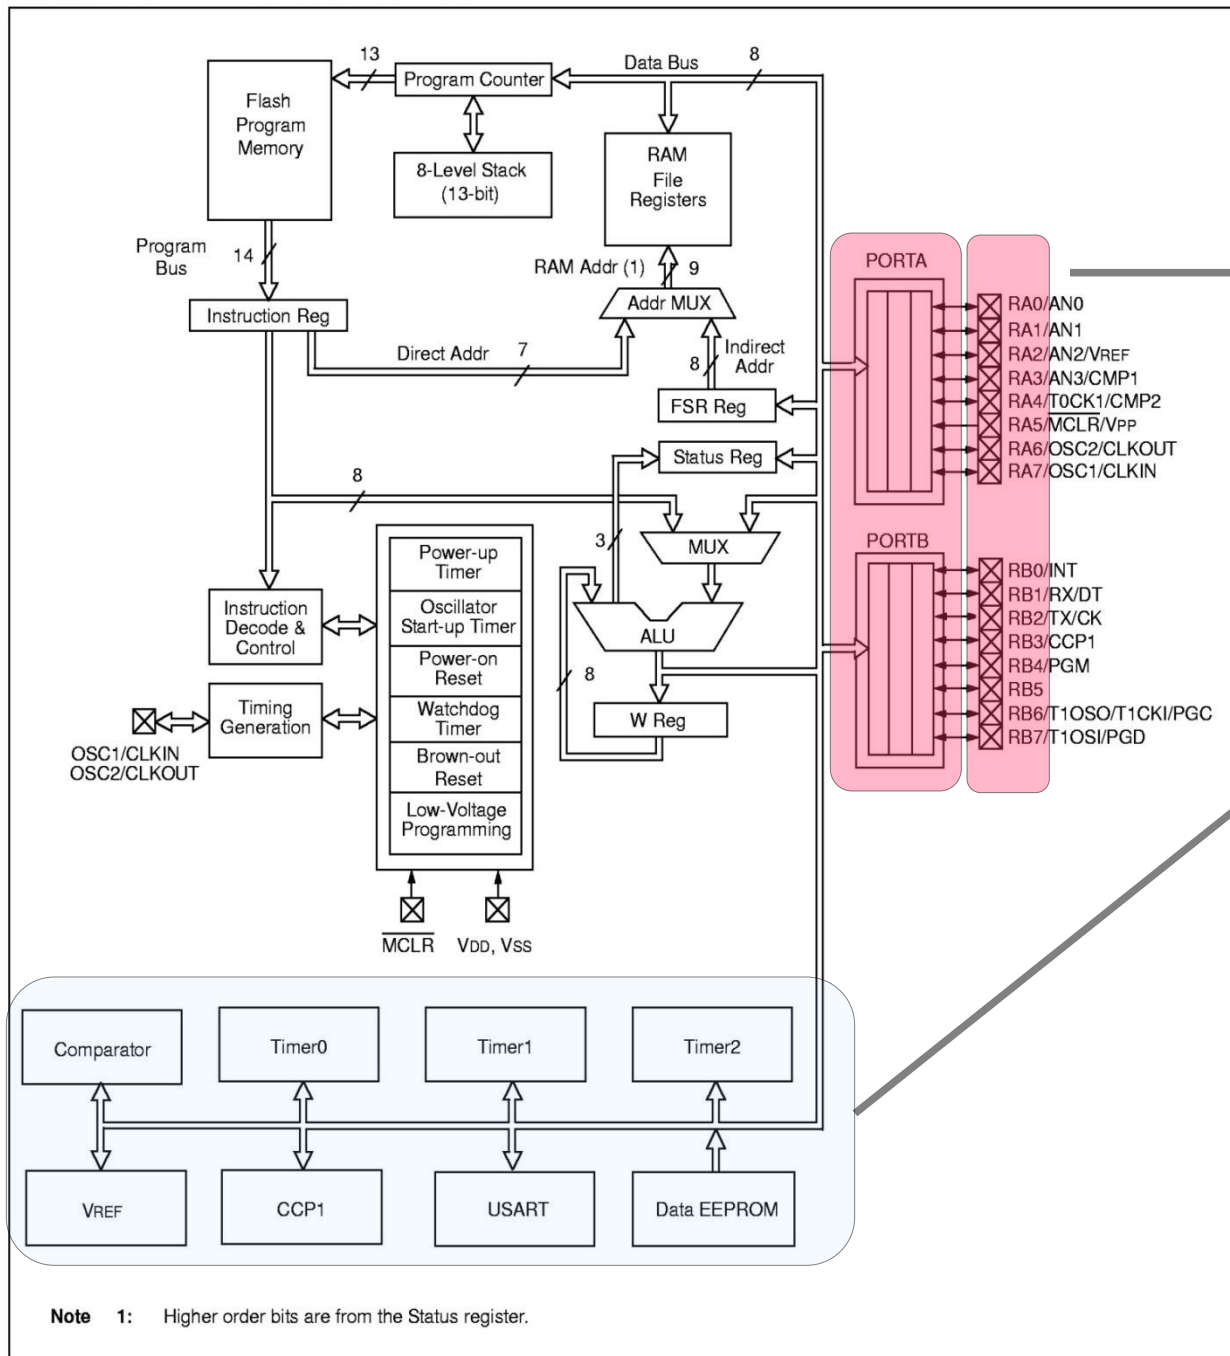 13
Program Counter
Data Bus
8
Flash
Program
Memory
8-Level Stack
(13-bit)
RAM
File
Registers
Program
Bus
14
RAM Addr (1)
9
Addr MUX
Instruction Reg
Direct Addr
7
8
Indirect
Addr
FSR Reg
Status Reg
8
3
MUX
Power-up
Timer
Oscillator
Start-up Timer
Power-on
Reset
Watchdog
Timer
Brown-out
Reset
Low-Voltage
Programming
Instruction
Decode &
Control
Timing
Generation
OSC1/CLKIN
OSC2/CLKOUT
ALU
8
W Reg
MCLR
VDD, VSS
PORTA
RA0/AN0
RA1/AN1
RA2/AN2/VREF
RA3/AN3/CMP1
RA4/T0CK1/CMP2
RA5/MCLR/VPP
RA6/OSC2/CLKOUT
RA7/OSC1/CLKIN
PORTB
RB0/INT
RB1/RX/DT
RB2/TX/CK
RB3/CCP1
RB4/PGM
RB5
RB6/T1OSO/T1CKI/PGC
RB7/T1OSI/PGD
Comparator
Timer0
Timer1
Timer2
VREF
CCP1
USART
Data EEPROM
Note 1: Higher order bits are from the Status register.